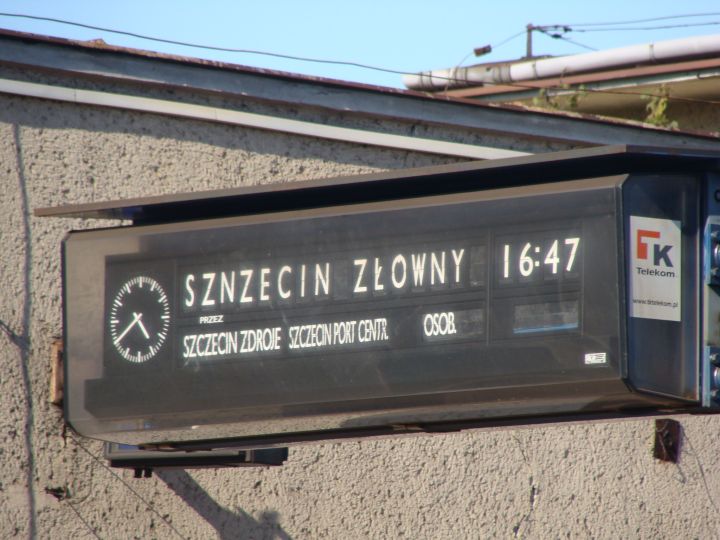 SZNZECIN ZŁOWNY 16:47
PRZEZ
SZCZECIN ZDROJE SZCZECIN PORT CENTR. OSOB.
TK
Telekom
www.tktelekom.pl